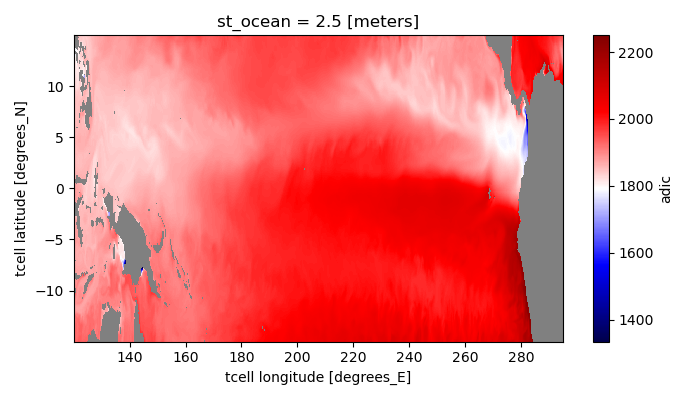 st_ocean = 2.5 [meters]
tcell latitude [degrees_N]
10
5
0
−5
−10
140 160 180 200 220 240 260 280
tcell longitude [degrees_E]
2200
2000
1800
1600
1400
adic